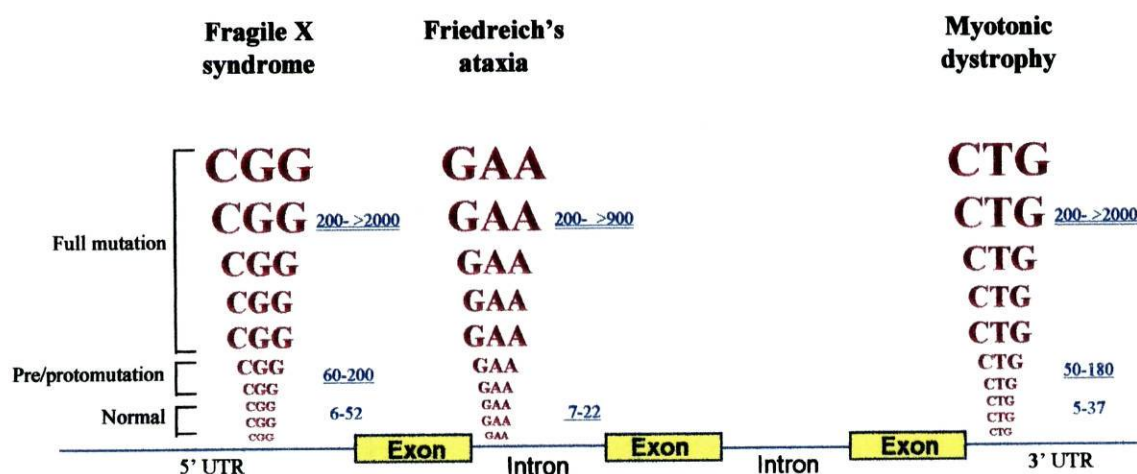 Fragile X
syndrome
Friedreich's
ataxia
Myotonic
dystrophy
CGG GAA CTG
CGG 200- >2000 GAA 200- >900 CTG 200- >2000
Full mutation
CGG GAA CTG
CGG GAA CTG
CGG GAA CTG
CGG GAA CTG
Pre/protomutation 60-200 50-180
CGG GAA CTG
CGG GAA CTG
Normal 6-52 7-22 5-37
CGG GAA CTG
CGG GAA CTG
Exon Exon Exon
5' UTR Intron Intron 3' UTR